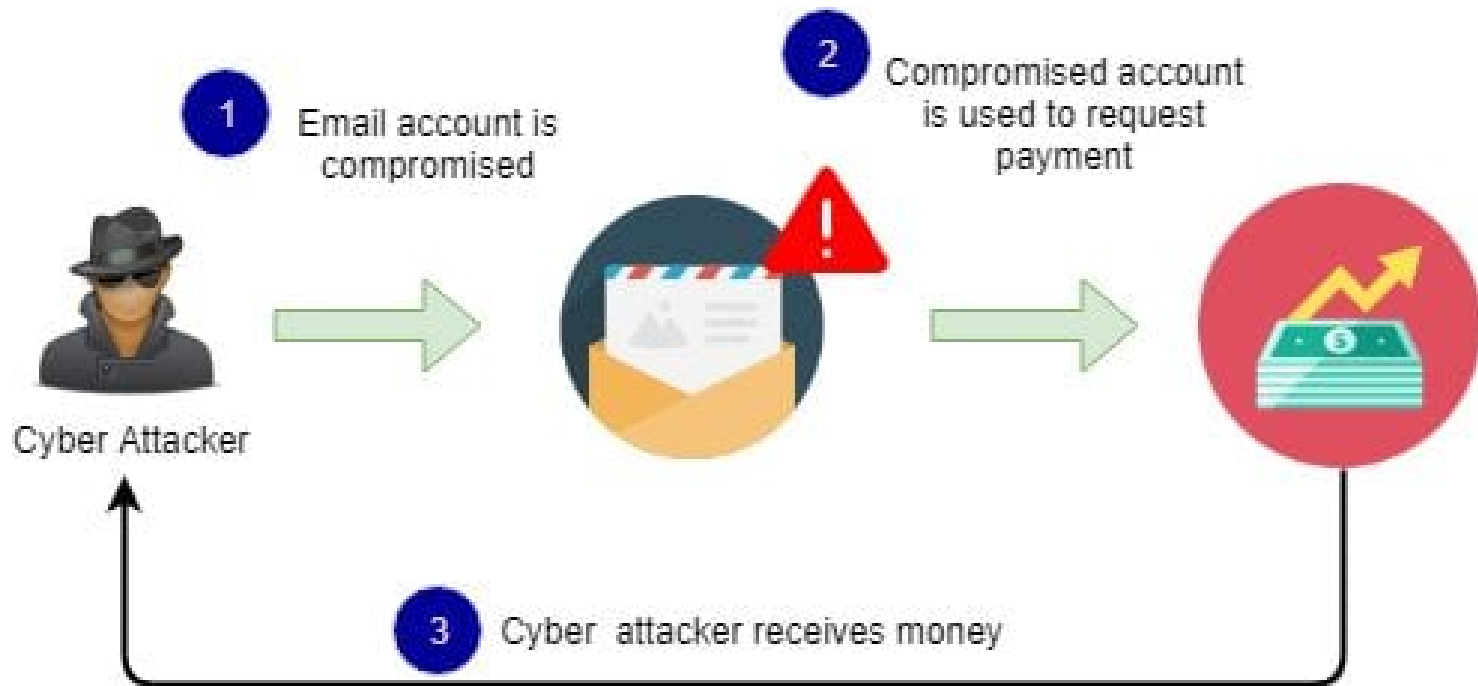 1
Email account is
compromised
2
Compromised account
is used to request
payment
Cyber Attacker
3
Cyber attacker receives money